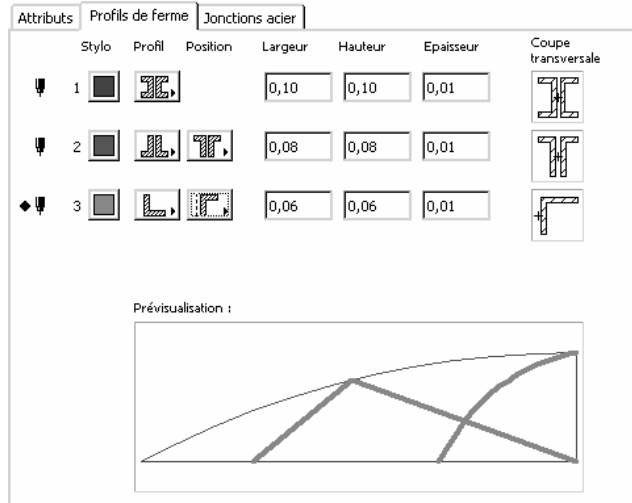 Attributs Profils de ferme Jonctions acier
Stylo Profil Position Largeur Hauteur Epaisseur Coupe
transversale
1 0,10 0,10 0,01
2 0,08 0,08 0,01
3 0,06 0,06 0,01
Prévisualisation :